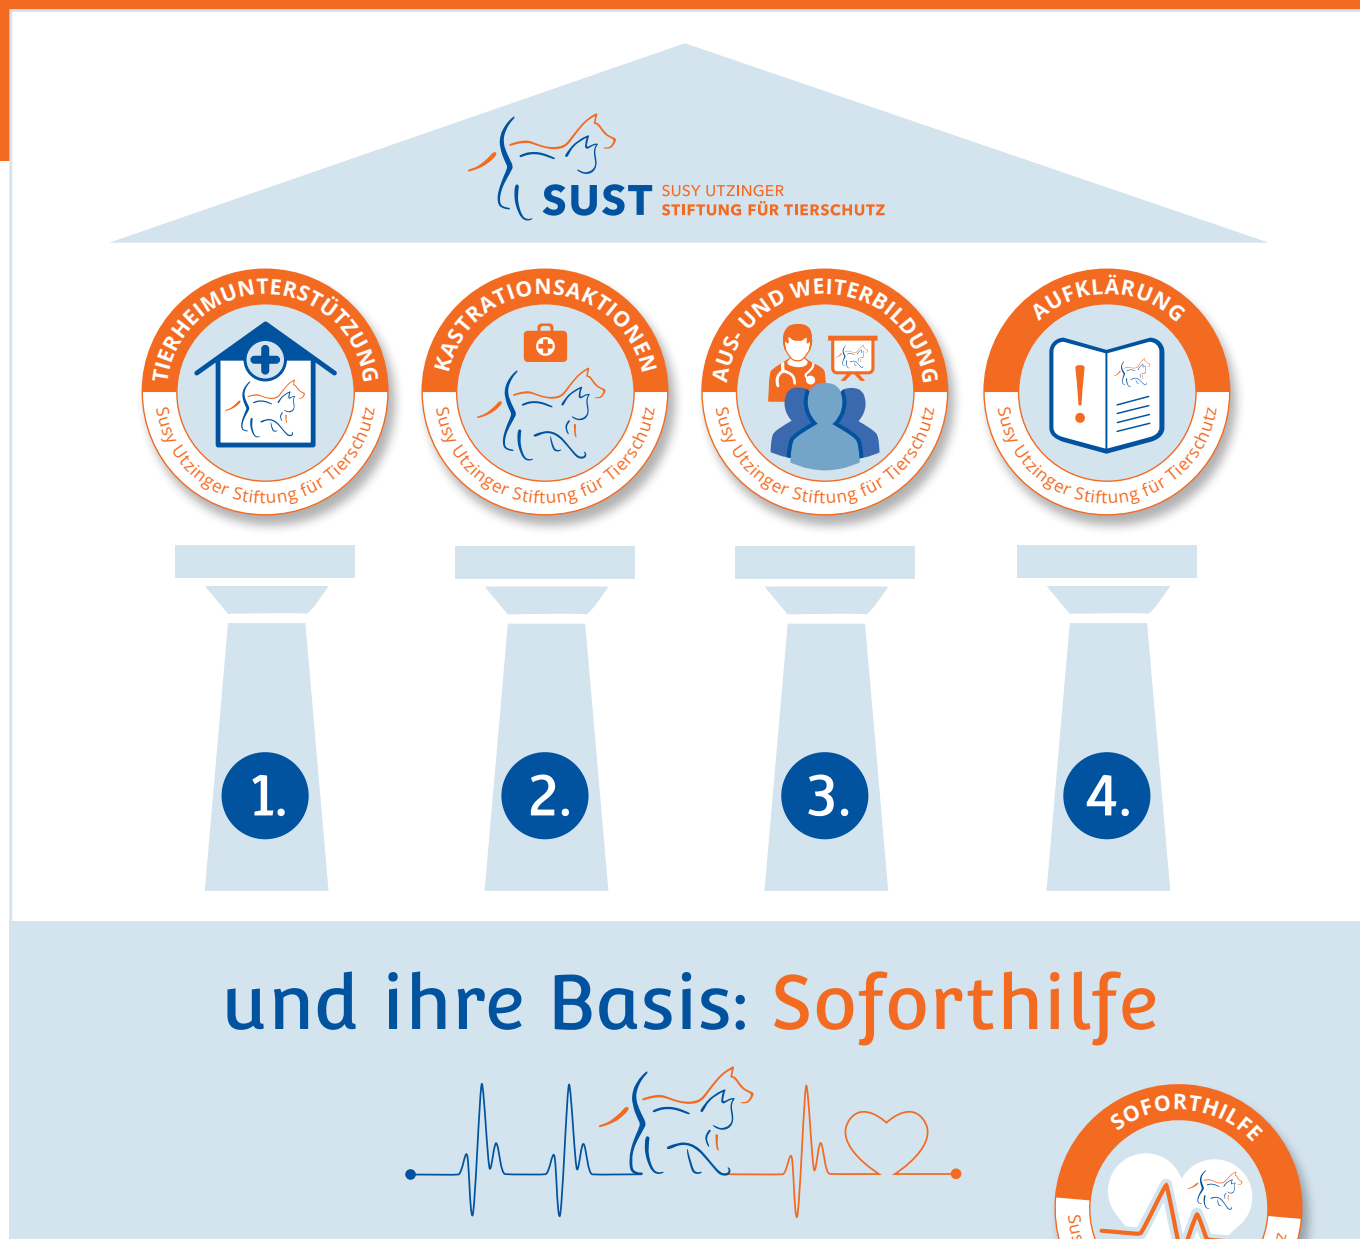 SUST
SUSY UTZINGER
STIFTUNG FÜR TIERSCHUTZ
TIERHEIMUNTERSTÜTZUNG
Susy Utzinger Stiftung für Tierschutz
KASTRATIONSAKTIONEN
Susy Utzinger Stiftung für Tierschutz
AUS- UND WEITERBILDUNG
Susy Utzinger Stiftung für Tierschutz
AUFKLÄRUNG
Susy Utzinger Stiftung für Tierschutz
!
1.
2.
3.
4.
und ihre Basis: Soforthilfe
SOFORTHILFE
Sus
z